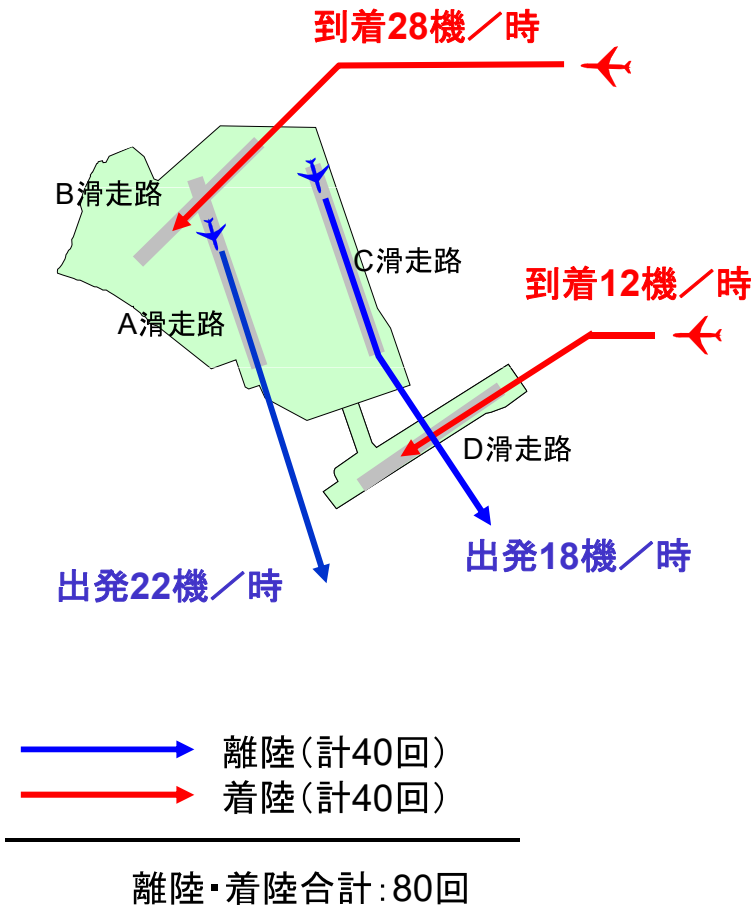 到着28機／時
B滑走路
C滑走路
到着12機／時
A滑走路
D滑走路
出発18機／時
出発22機／時
離陸（計40回）
着陸（計40回）
離陸・着陸合計：80回